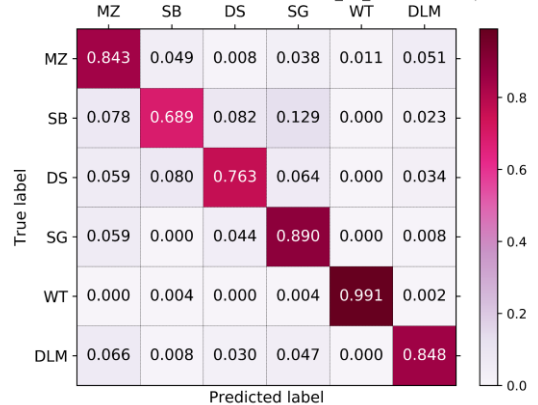 MZ SB DS SG WT DLM
MZ 0.843 0.049 0.008 0.038 0.011 0.051
SB 0.078 0.689 0.082 0.129 0.000 0.023
DS 0.059 0.080 0.763 0.064 0.000 0.034
SG 0.059 0.000 0.044 0.890 0.000 0.008
WT 0.000 0.004 0.000 0.004 0.991 0.002
DLM 0.066 0.008 0.030 0.047 0.000 0.848
True label
Predicted label
0.8
0.6
0.4
0.2
0.0